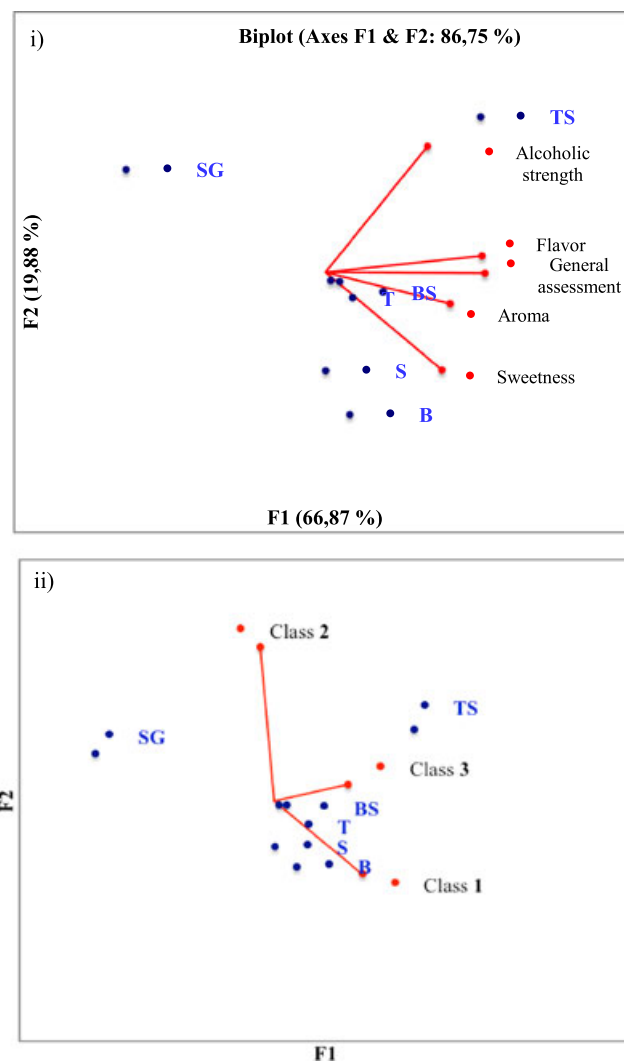 i)
Biplot (Axes F1 & F2: 86,75 %)
TS
Alcoholic
strength
SG
Flavor
General
assessment
T
BS
Aroma
S
Sweetness
B
F2 (19,88 %)
F1 (66,87 %)
ii)
Class 2
TS
SG
Class 3
BS
T
S
B
Class 1
F2
F1